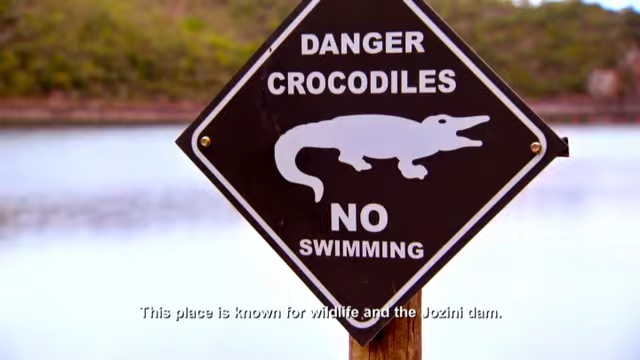 DANGER
CROCODILES
NO
SWIMMING
This place is known for wildlife and the Jozini dam.